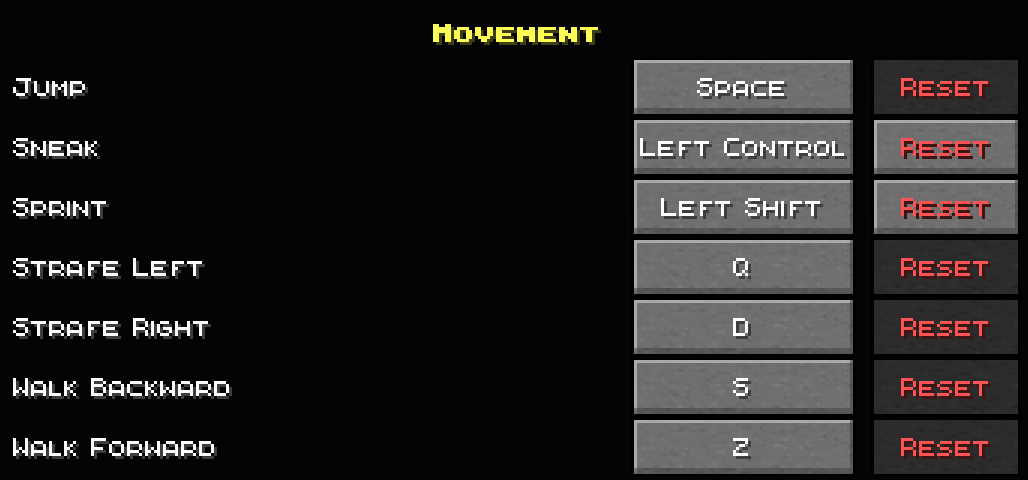 Movement
Jump Space Reset
Sneak Left Control Reset
Sprint Left Shift Reset
Strafe Left Q Reset
Strafe Right D Reset
Walk Backward S Reset
Walk Forward Z Reset